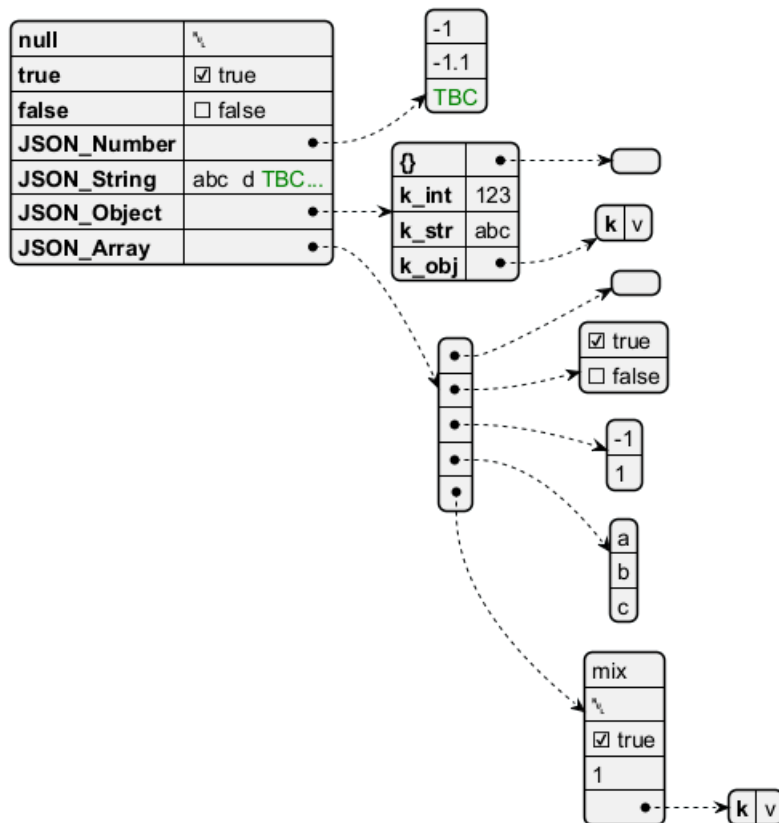 null ␀
true ☑ true
false ☐ false
JSON_Number
JSON_String abc d TBC...
JSON_Object
JSON_Array
-1
-1.1
TBC
{}
k_int 123
k_str abc
k_obj
k v
☑ true
☐ false
-1
1
a
b
c
mix
␀
☑ true
1
k v